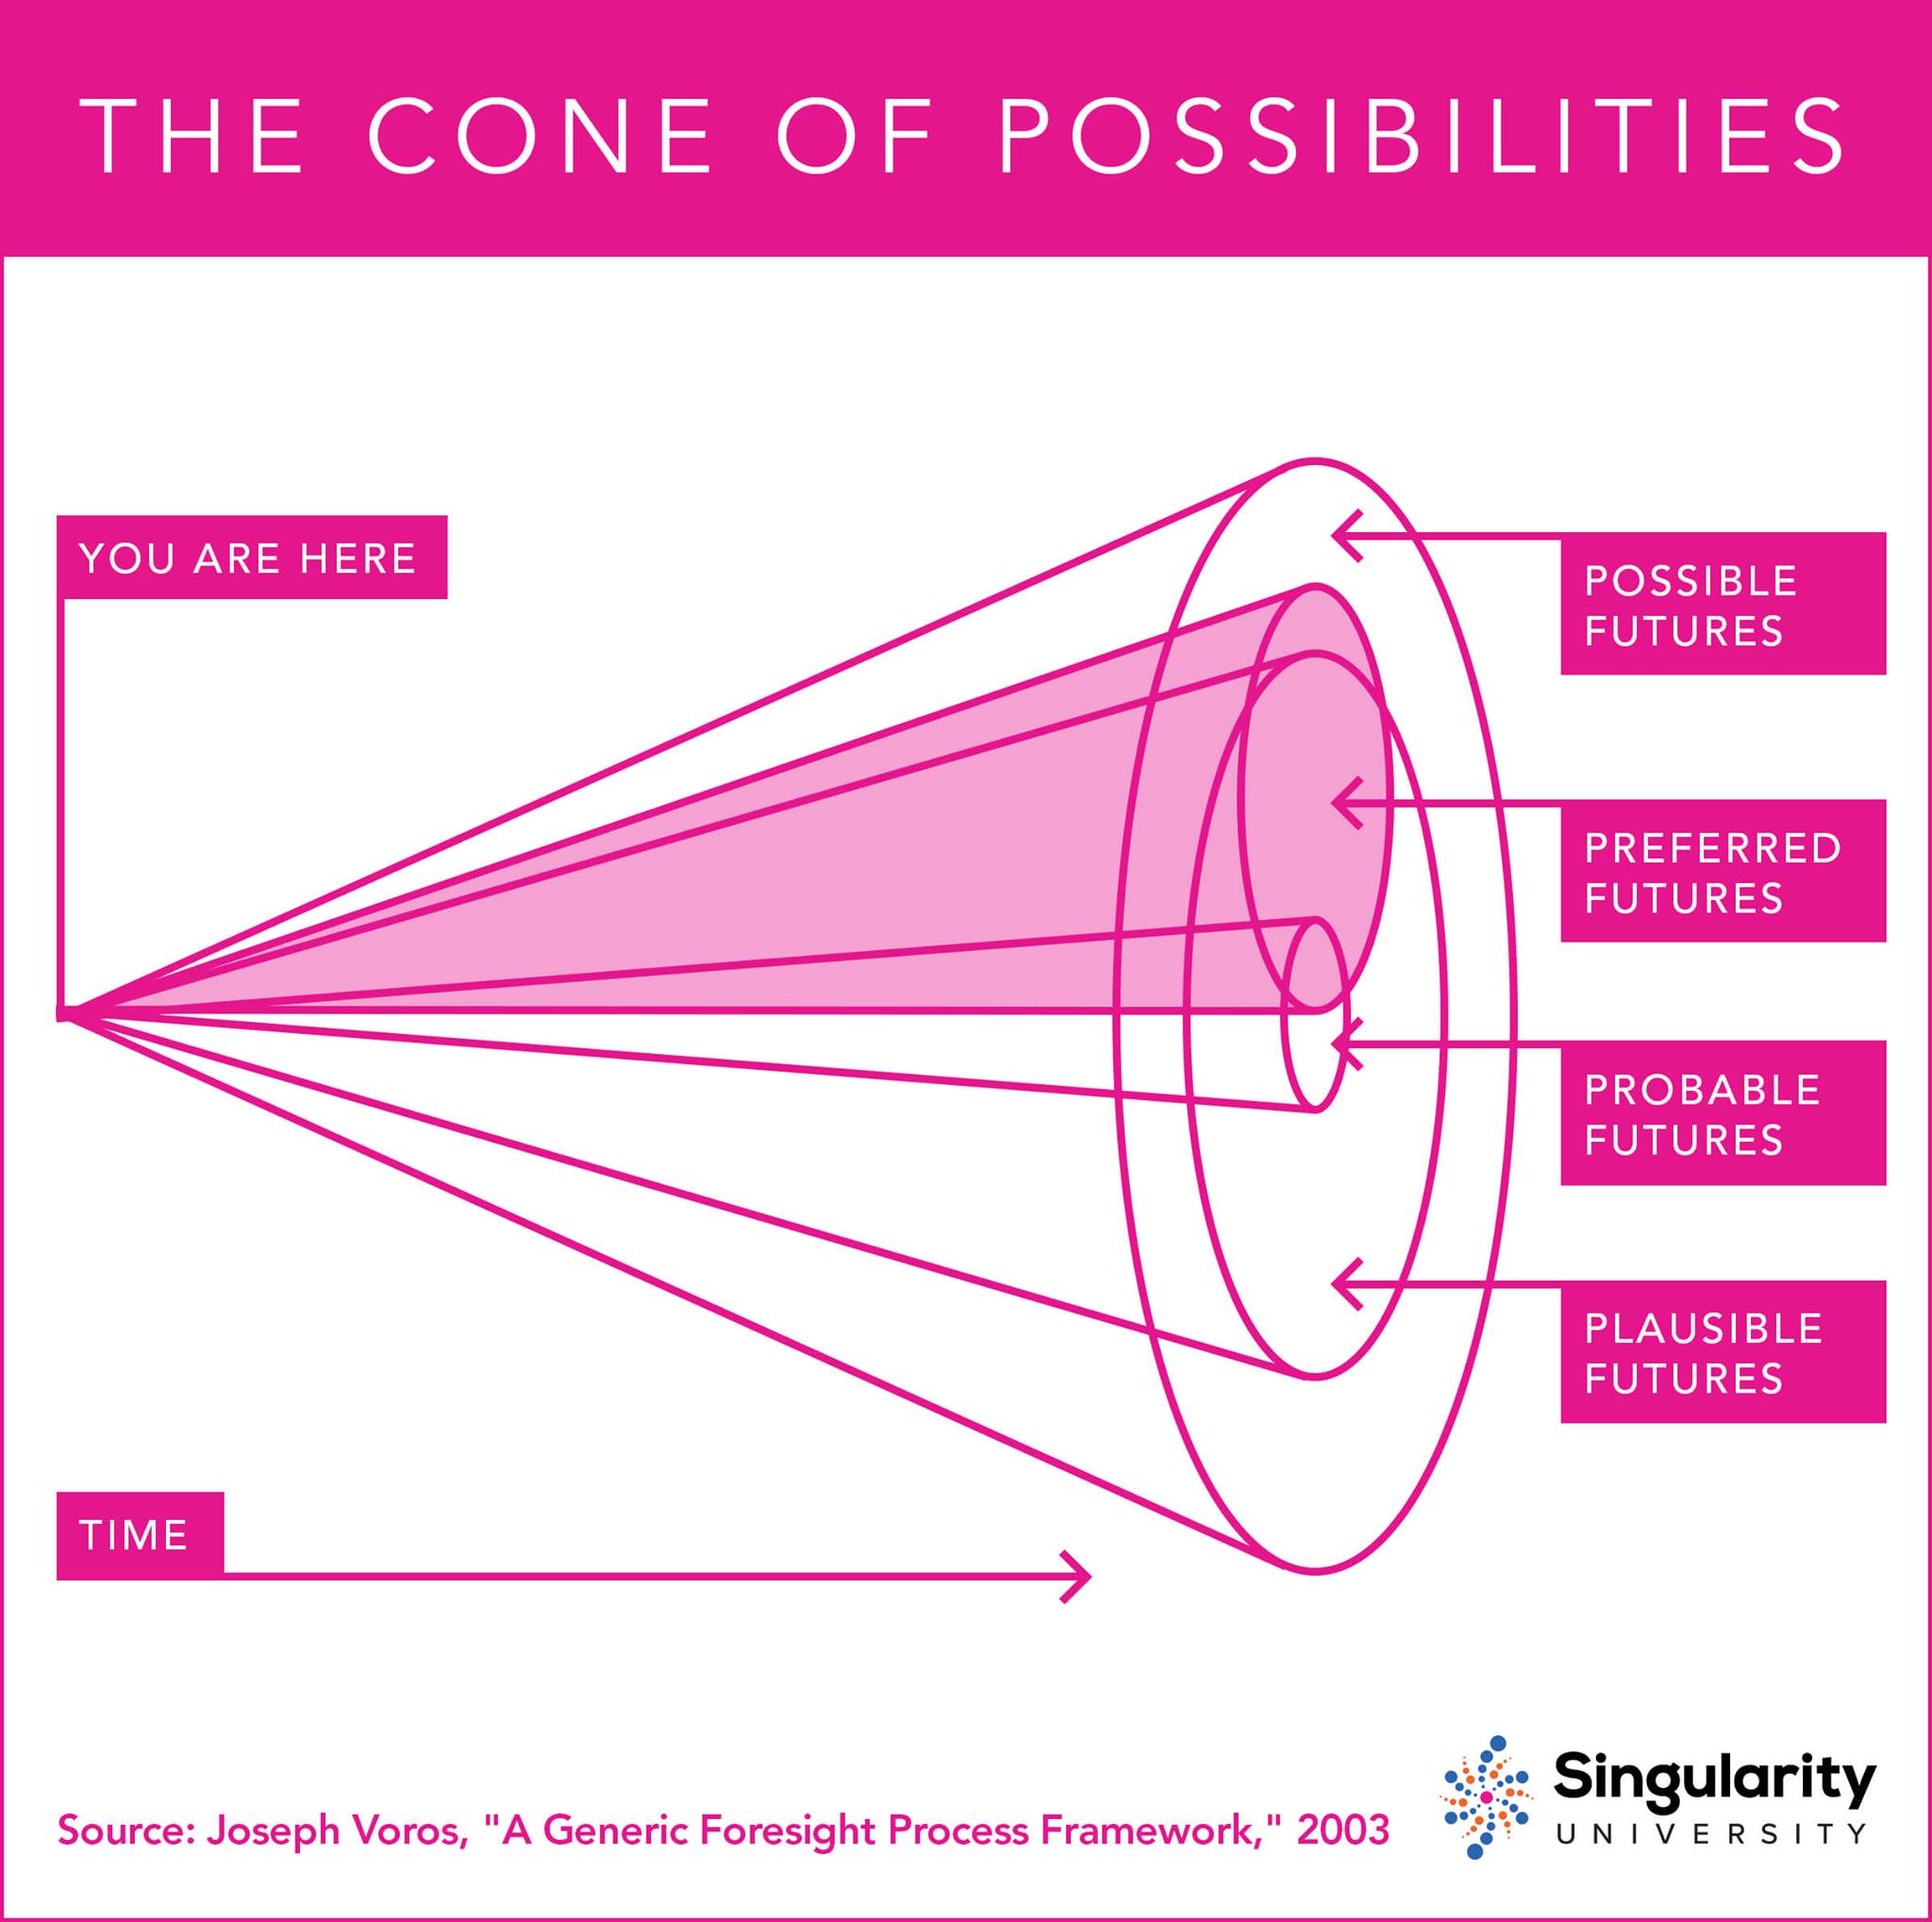 THE CONE OF POSSIBILITIES
YOU ARE HERE
POSSIBLE
FUTURES
PREFERRED
FUTURES
PROBABLE
FUTURES
PLAUSIBLE
FUTURES
TIME
Source: Joseph Voros, "A Generic Foresight Process Framework," 2003
Singularity
UNIVERSITY